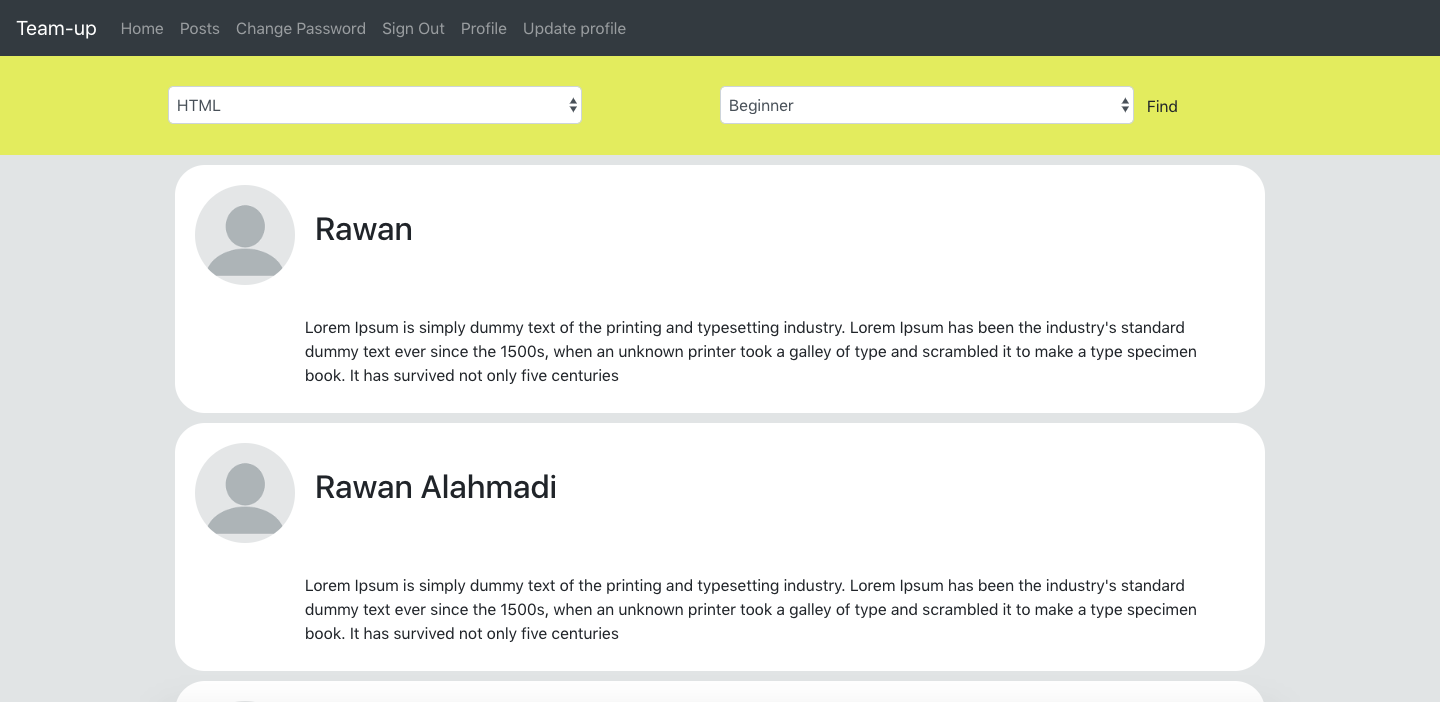 Team-up Home Posts Change Password Sign Out Profile Update profile
HTML Beginner Find
Rawan
Lorem Ipsum is simply dummy text of the printing and typesetting industry. Lorem Ipsum has been the industry's standard
dummy text ever since the 1500s, when an unknown printer took a galley of type and scrambled it to make a type specimen
book. It has survived not only five centuries
Rawan Alahmadi
Lorem Ipsum is simply dummy text of the printing and typesetting industry. Lorem Ipsum has been the industry's standard
dummy text ever since the 1500s, when an unknown printer took a galley of type and scrambled it to make a type specimen
book. It has survived not only five centuries